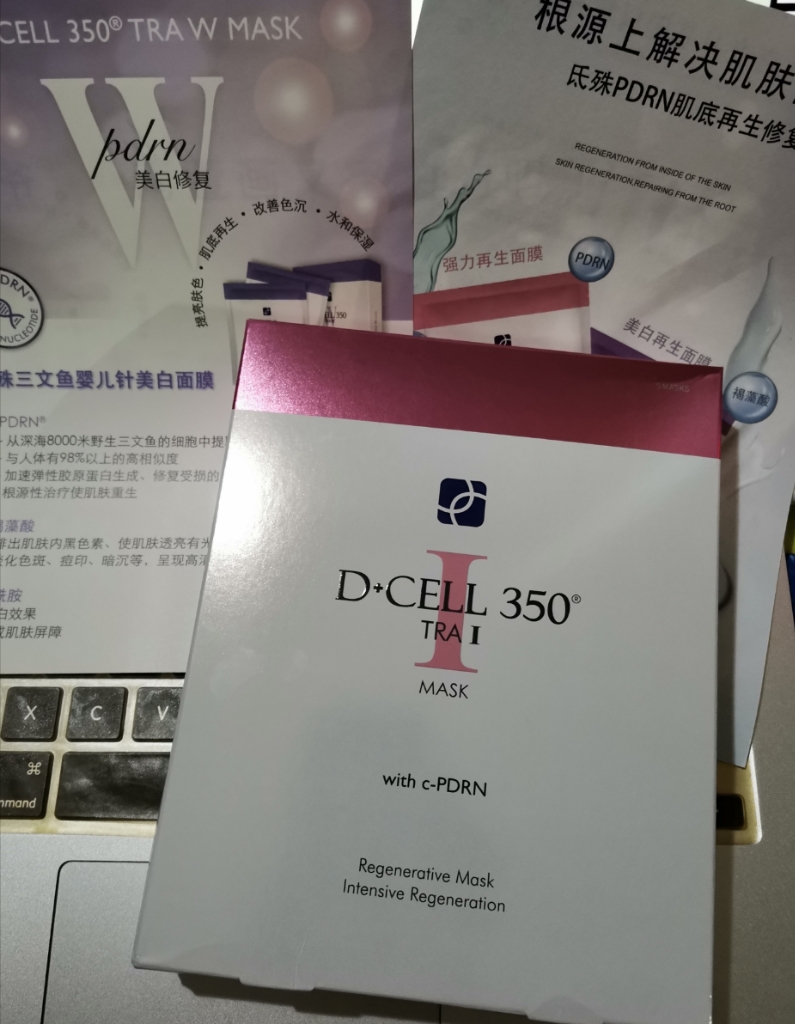 CELL 350® TRA W MASK
W
pdrn
美白修复
提亮肤色 · 肌底再生 · 改善色沉 · 水和保湿
三文鱼婴儿针美白面膜
PDRN®
从深海8000米野生三文鱼的细胞中提
与人体有98%以上的高相似度
加速弹性胶原蛋白生成、修复受损的
根源性治疗使肌肤重生
藻酸
出肌肤内黑色素、使肌肤透亮有光
化色斑、痘印、暗沉等，呈现高
胺
白效果
肌肤屏障
根源上解决肌肤
氐殊PDRN肌底再生修复
REGENERATION FROM INSIDE OF THE SKIN
SKIN REGENERATION,REPAIRING FROM THE ROOT
强力再生面膜
PDRN
美白再生面膜
褐藻酸
I
D+CELL 350®
TRA I
MASK
with c-PDRN
Regenerative Mask
Intensive Regeneration
X
C
V
⌘
mmand